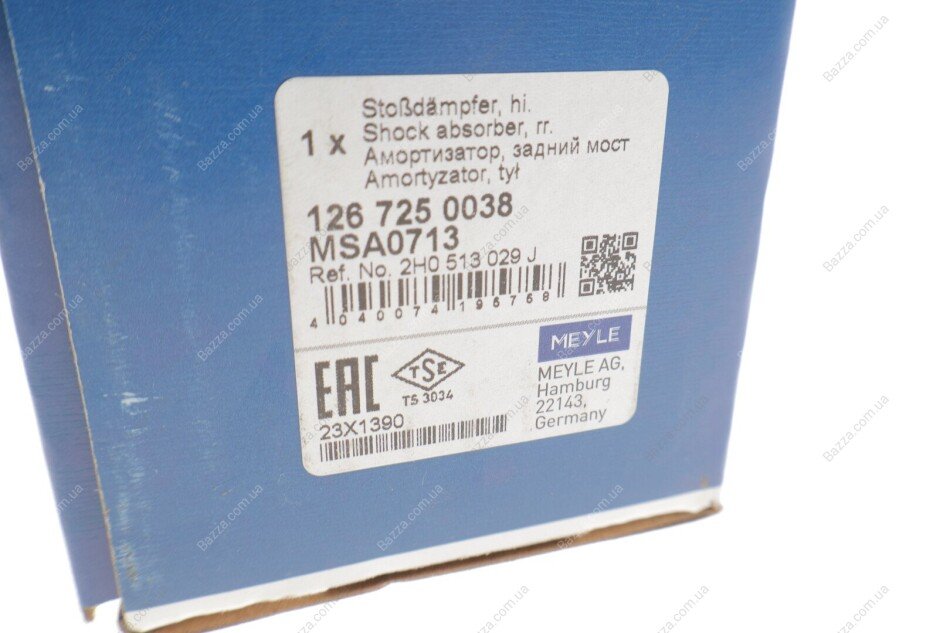 Stoßdämpfer, hi.
1 x Shock absorber, rr.
Амортизатор, задний мост
Amortyzator, tył
126 725 0038
MSA0713
Ref. No. 2H0 513 029 J
4 040074 195758
MEYLE
EAC
TSE
TS 3034
MEYLE AG,
Hamburg
22143,
Germany
23X1390
Bazza.com.ua